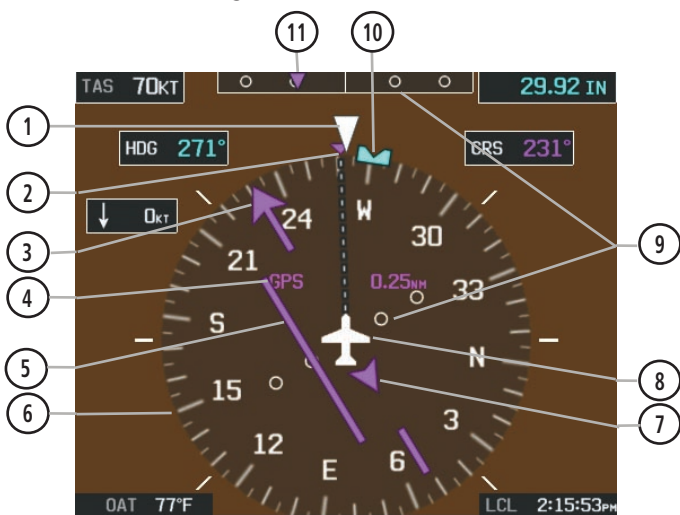 11
10
TAS 70KT
29.92 IN
1
HDG 271°
CRS 231°
2
↓ 0KT
24
W
3
30
9
21
4
GPS
0.25NM
33
S
5
N
8
15
6
3
7
12
E
6
OAT 77°F
LCL 2:15:53PM